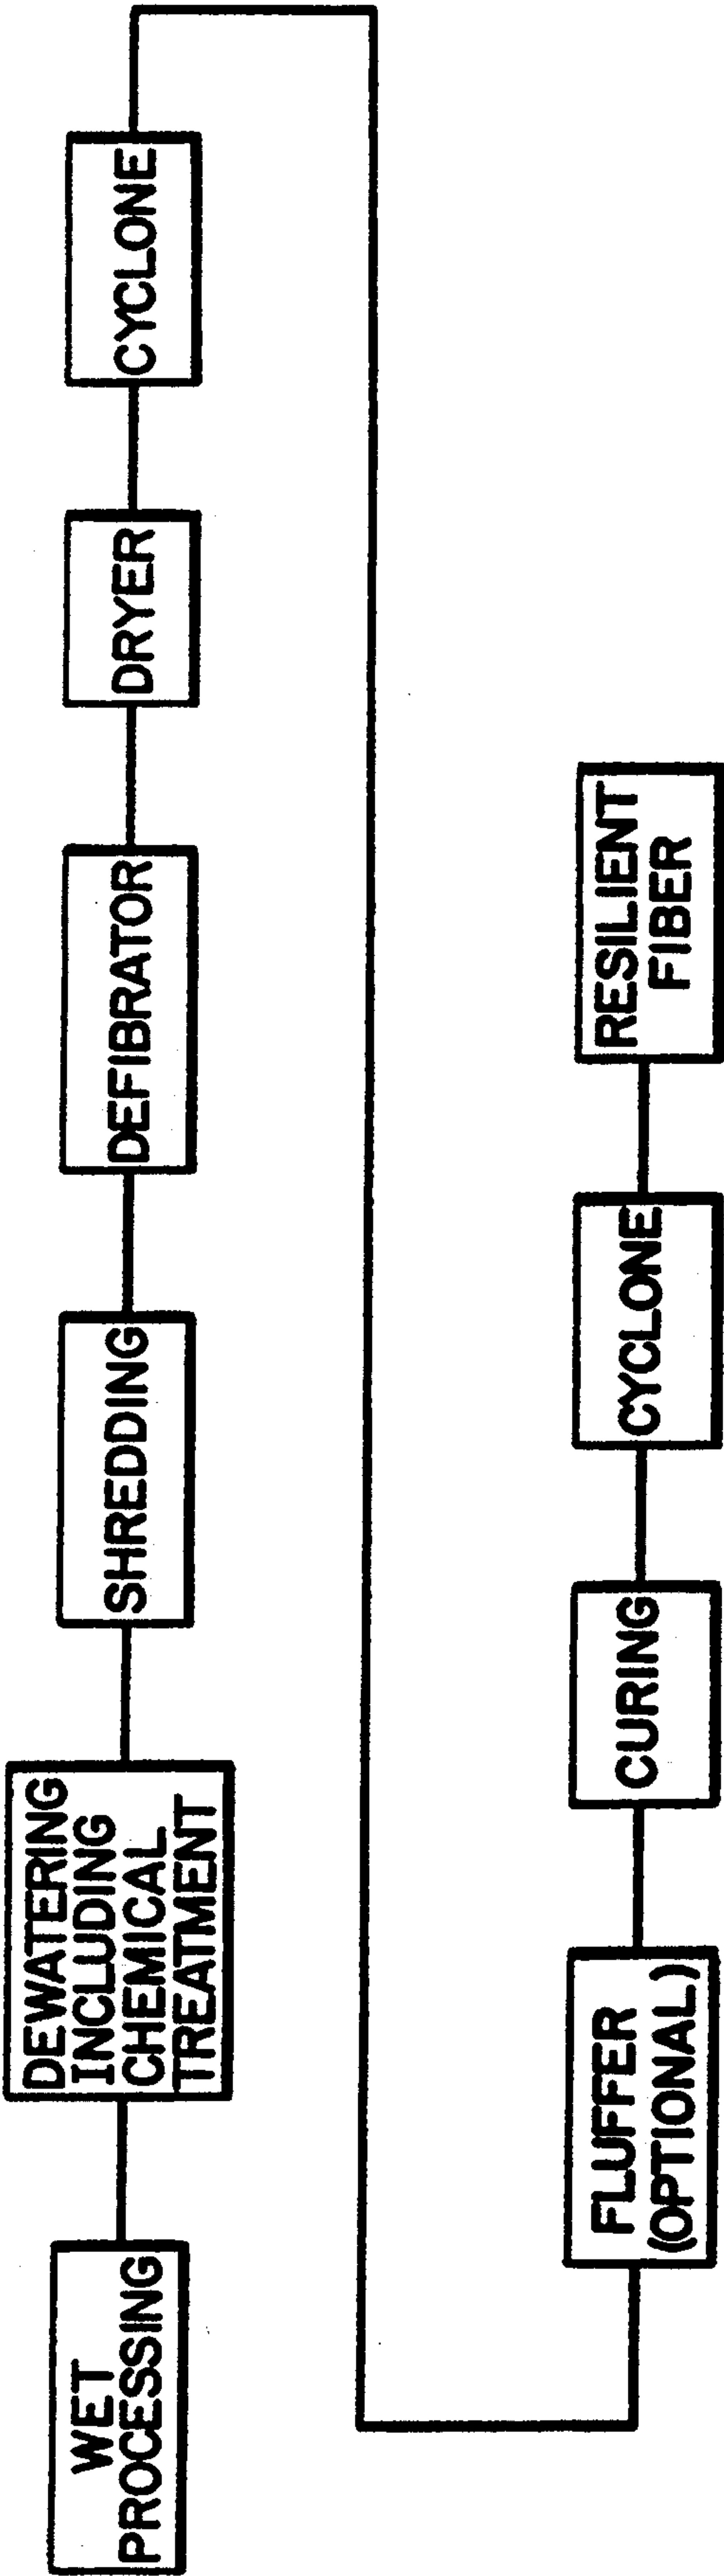 WET
PROCESSING
DEWATERING
INCLUDING
CHEMICAL
TREATMENT
SHREDDING
DEFIBRATOR
DRYER
CYCLONE
FLUFFER
(OPTIONAL)
CURING
CYCLONE
RESILIENT
FIBER